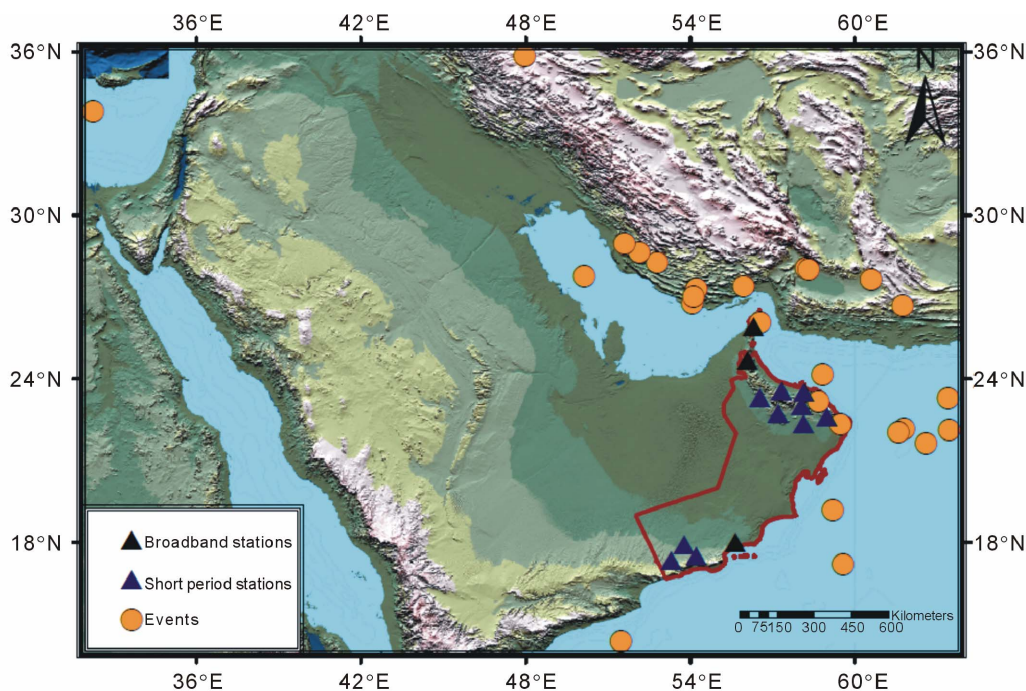 36°E 42°E 48°E 54°E 60°E
36°N 36°N
N
30°N 30°N
24°N 24°N
18°N 18°N
Broadband stations
Short period stations
Events
Kilometers
0 75150 300 450 600
36°E 42°E 48°E 54°E 60°E